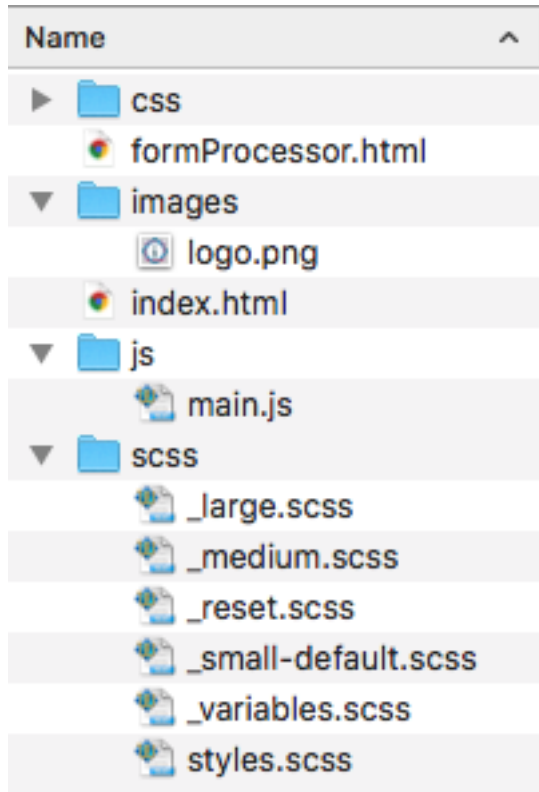 Name
css
formProcessor.html
images
logo.png
index.html
js
main.js
scss
_large.scss
_medium.scss
_reset.scss
_small-default.scss
_variables.scss
styles.scss